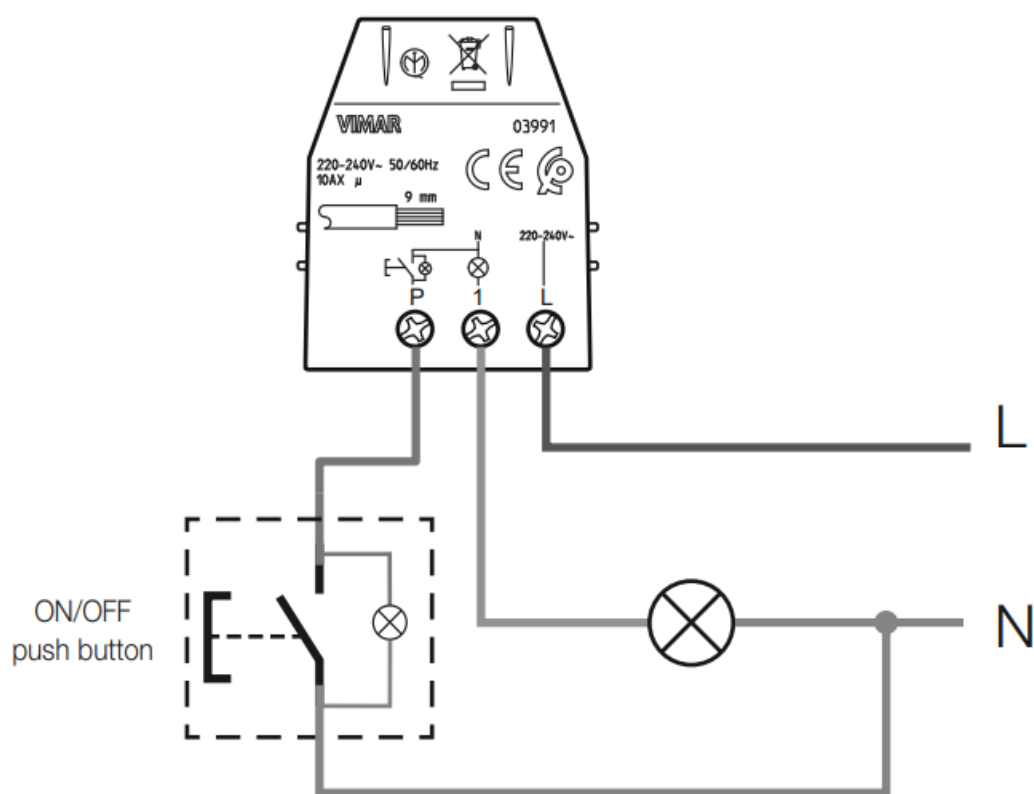 VIMAR 03991
220-240V~ 50/60Hz
10AX µ
9 mm
N 220-240V~
P 1 L
L
ON/OFF
push button
N